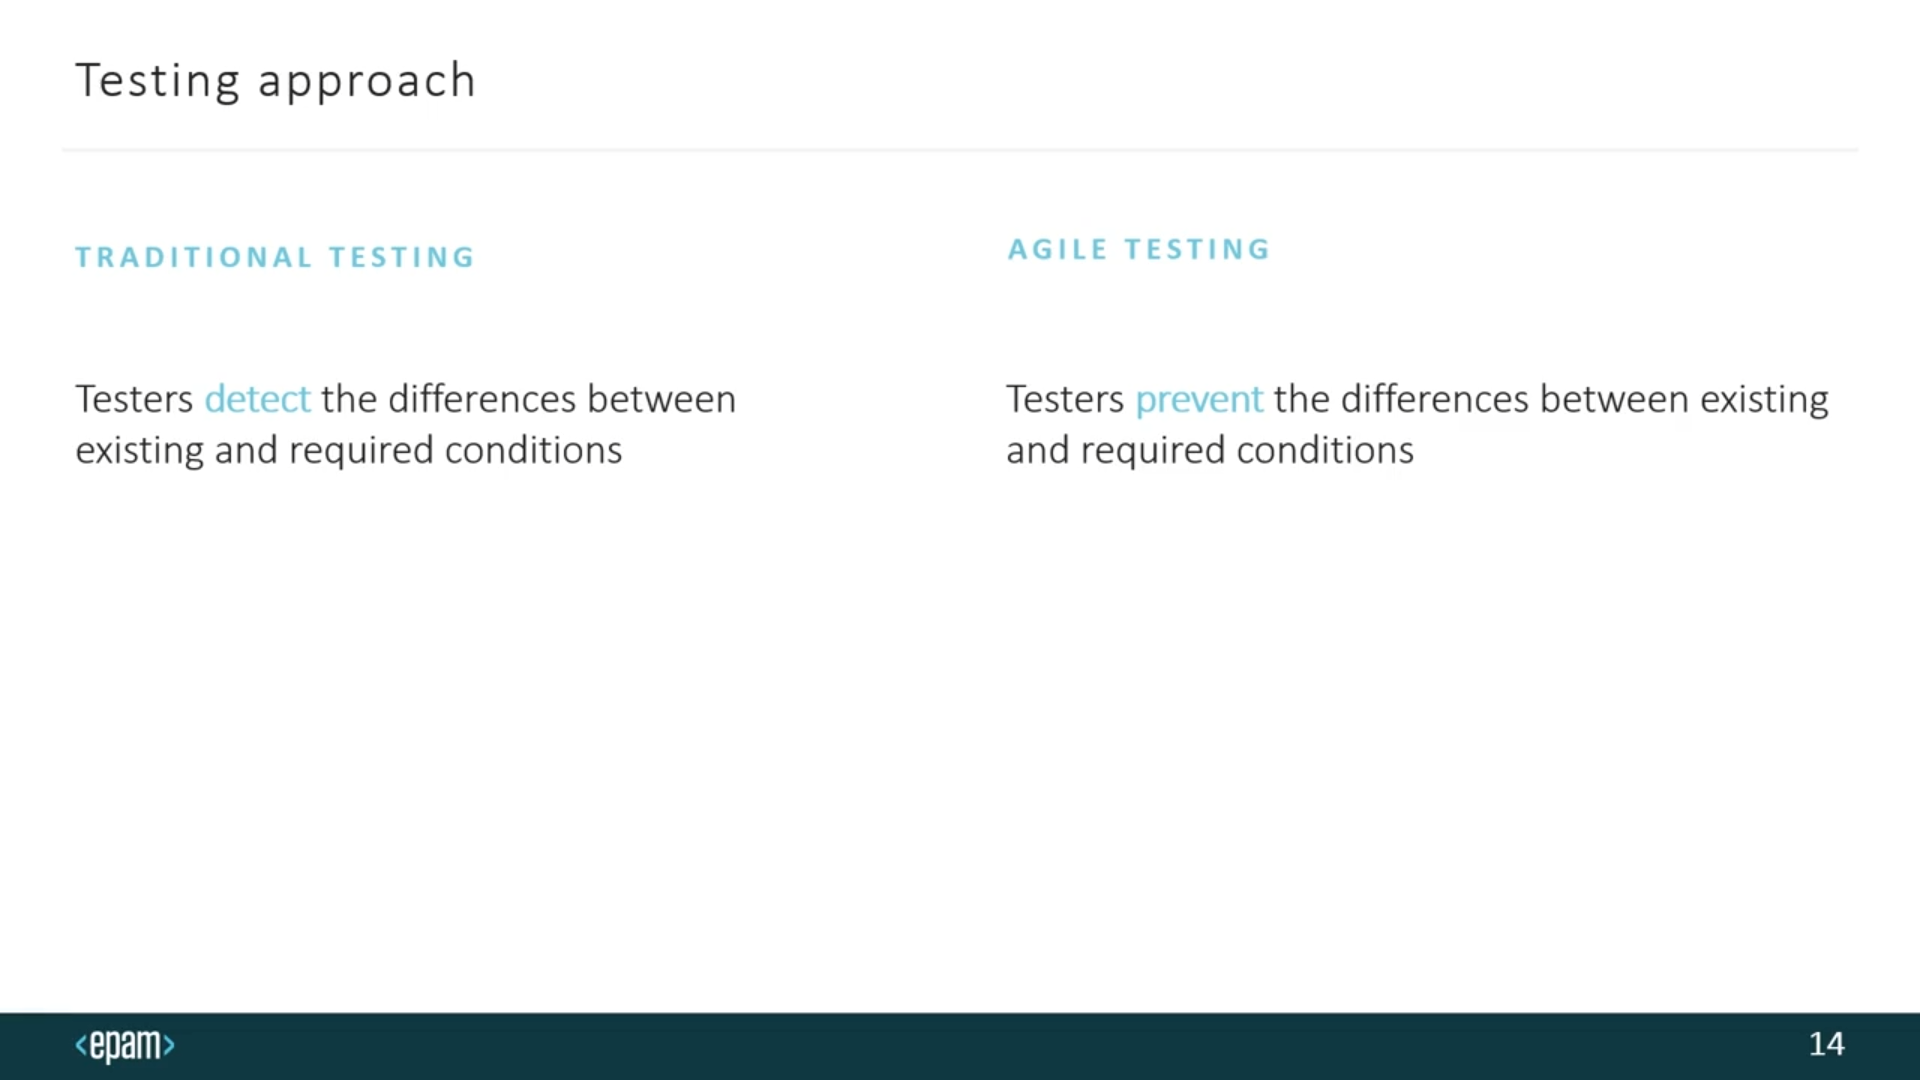 Testing approach
TRADITIONAL TESTING
Testers detect the differences between
existing and required conditions
AGILE TESTING
Testers prevent the differences between existing
and required conditions
<epam>
14